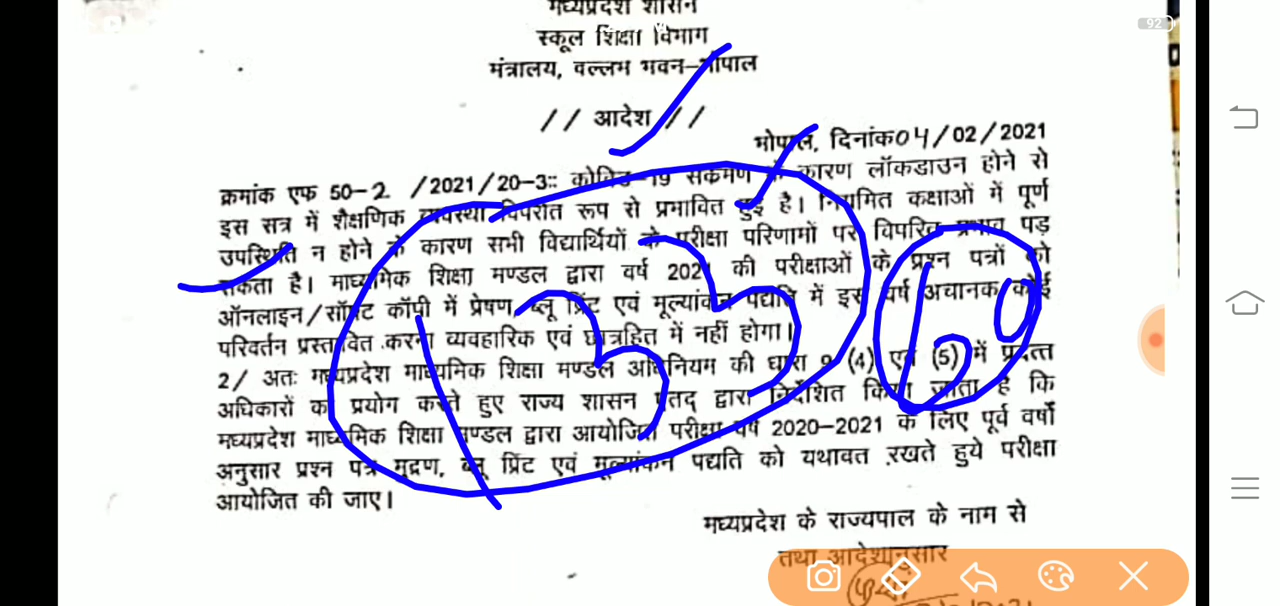 मध्यप्रदेश शासन
स्कूल शिक्षा विभाग
मंत्रालय, वल्लभ भवन-भोपाल
// आदेश //
भोपाल, दिनांक 04/02/2021
क्रमांक एफ 50-2 /2021/20-3:: कोविड-19 संक्रमण के कारण लॉकडाउन होने से
इस सत्र में शैक्षणिक व्यवस्था विपरीत रूप से प्रभावित हुई है। नियमित कक्षाओं में पूर्ण
उपस्थिति न होने के कारण सभी विद्यार्थियों के परीक्षा परिणामों पर विपरित प्रभाव पड़
सकता है। माध्यमिक शिक्षा मण्डल द्वारा वर्ष 2021 की परीक्षाओं के प्रश्न पत्रों को
ऑनलाइन/सॉफ्ट कॉपी में प्रेषण, ब्लू प्रिंट एवं मूल्यांकन पद्यति में इस वर्ष अचानक कोई
परिवर्तन प्रस्तावित करना व्यवहारिक एवं छात्रहित में नहीं होगा।
2/ अतः मध्यप्रदेश माध्यमिक शिक्षा मण्डल अधिनियम की धारा 9 (4) एवं (5) में प्रदत्त
अधिकारों का प्रयोग करते हुए राज्य शासन एतद् द्वारा निर्देशित किया जाता है कि
मध्यप्रदेश माध्यमिक शिक्षा मण्डल द्वारा आयोजित परीक्षा वर्ष 2020-2021 के लिए पूर्व वर्षो
अनुसार प्रश्न पत्र मुद्रण, ब्लू प्रिंट एवं मूल्यांकन पद्यति को यथावत रखते हुये परीक्षा
आयोजित की जाए।
मध्यप्रदेश के राज्यपाल के नाम से
तथा आदेशानुसार
92